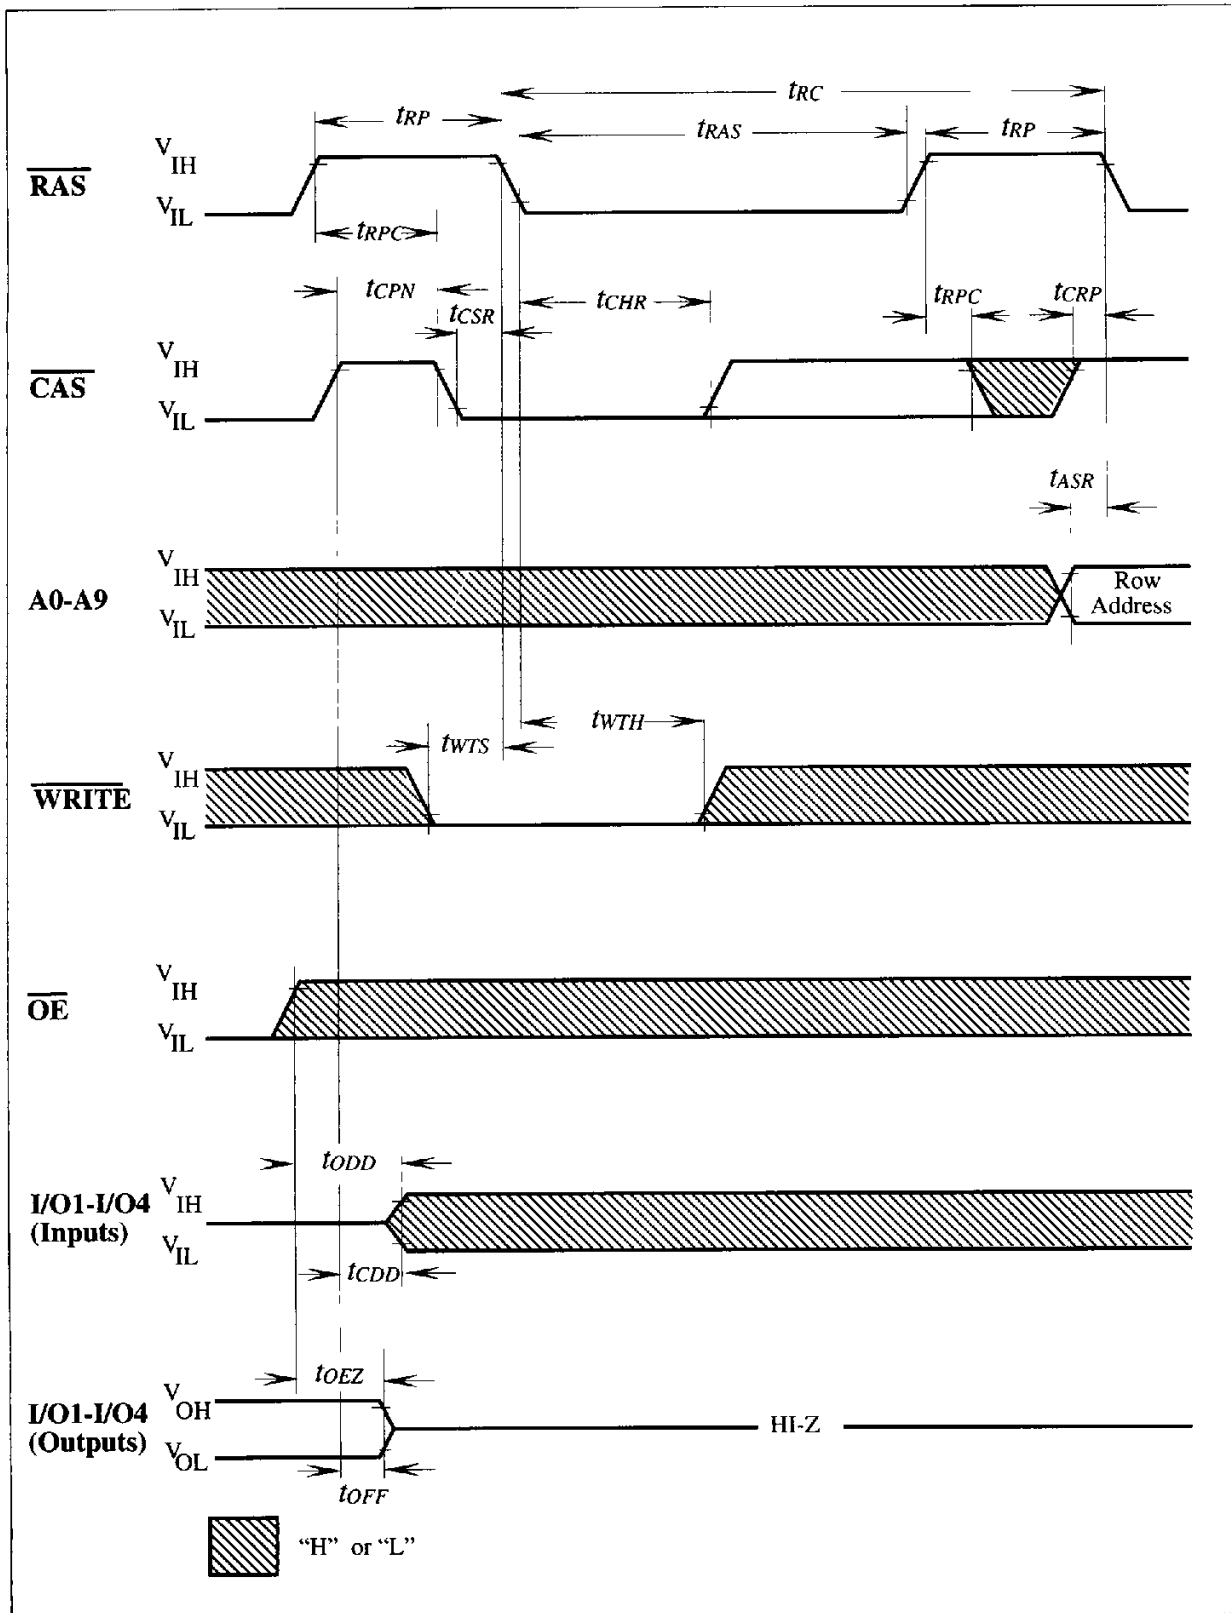 tRC
tRP
tRAS
tRP
RAS
VIH
VIL
tRPC
tCPN
tCSR
tCHR
tRPC
tCRP
CAS
VIH
VIL
tASR
A0-A9
VIH
VIL
Row
Address
tWTH
tWTS
WRITE
VIH
VIL
OE
VIH
VIL
tODD
I/O1-I/O4
(Inputs)
VIH
VIL
tCDD
tOEZ
I/O1-I/O4
(Outputs)
VOH
VOL
HI-Z
tOFF
“H” or “L”